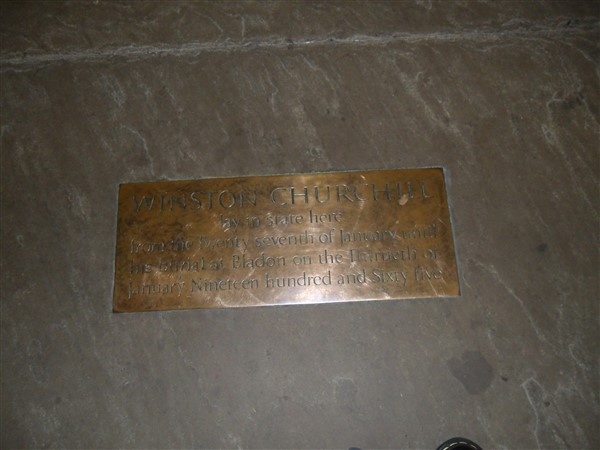 WINSTON CHURCHILL
lay in state here
from the Twenty seventh of January until
his burial at Bladon on the Thirtieth of
January Nineteen hundred and Sixty five